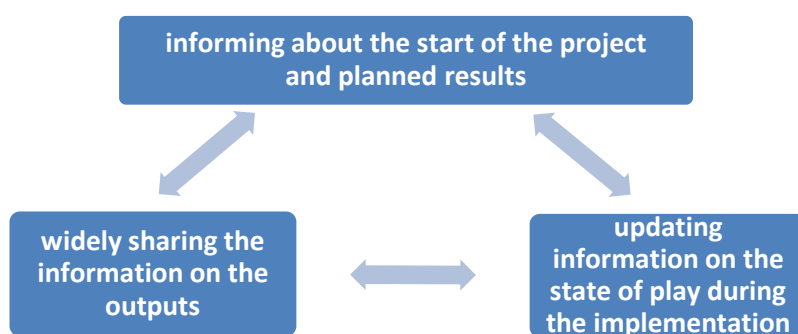 informing about the start of the project
and planned results
widely sharing the
information on the
outputs
updating
information on the
state of play during
the implementation